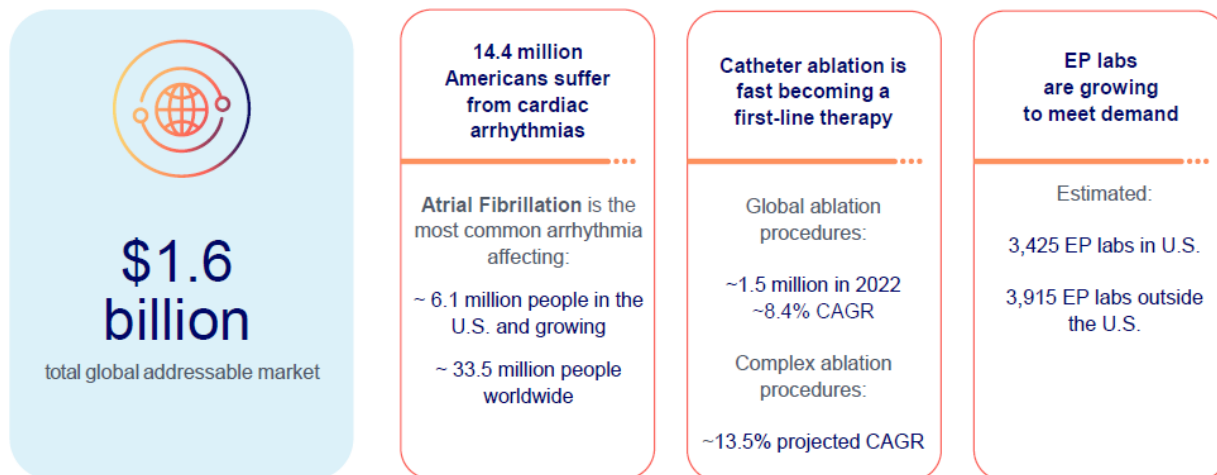 $1.6
billion
total global addressable market
14.4 million
Americans suffer
from cardiac
arrhythmias
Atrial Fibrillation is the
most common arrhythmia
affecting:
~ 6.1 million people in the
U.S. and growing
~ 33.5 million people
worldwide
Catheter ablation is
fast becoming a
first-line therapy
Global ablation
procedures:
~1.5 million in 2022
~8.4% CAGR
Complex ablation
procedures:
~13.5% projected CAGR
EP labs
are growing
to meet demand
Estimated:
3,425 EP labs in U.S.
3,915 EP labs outside
the U.S.